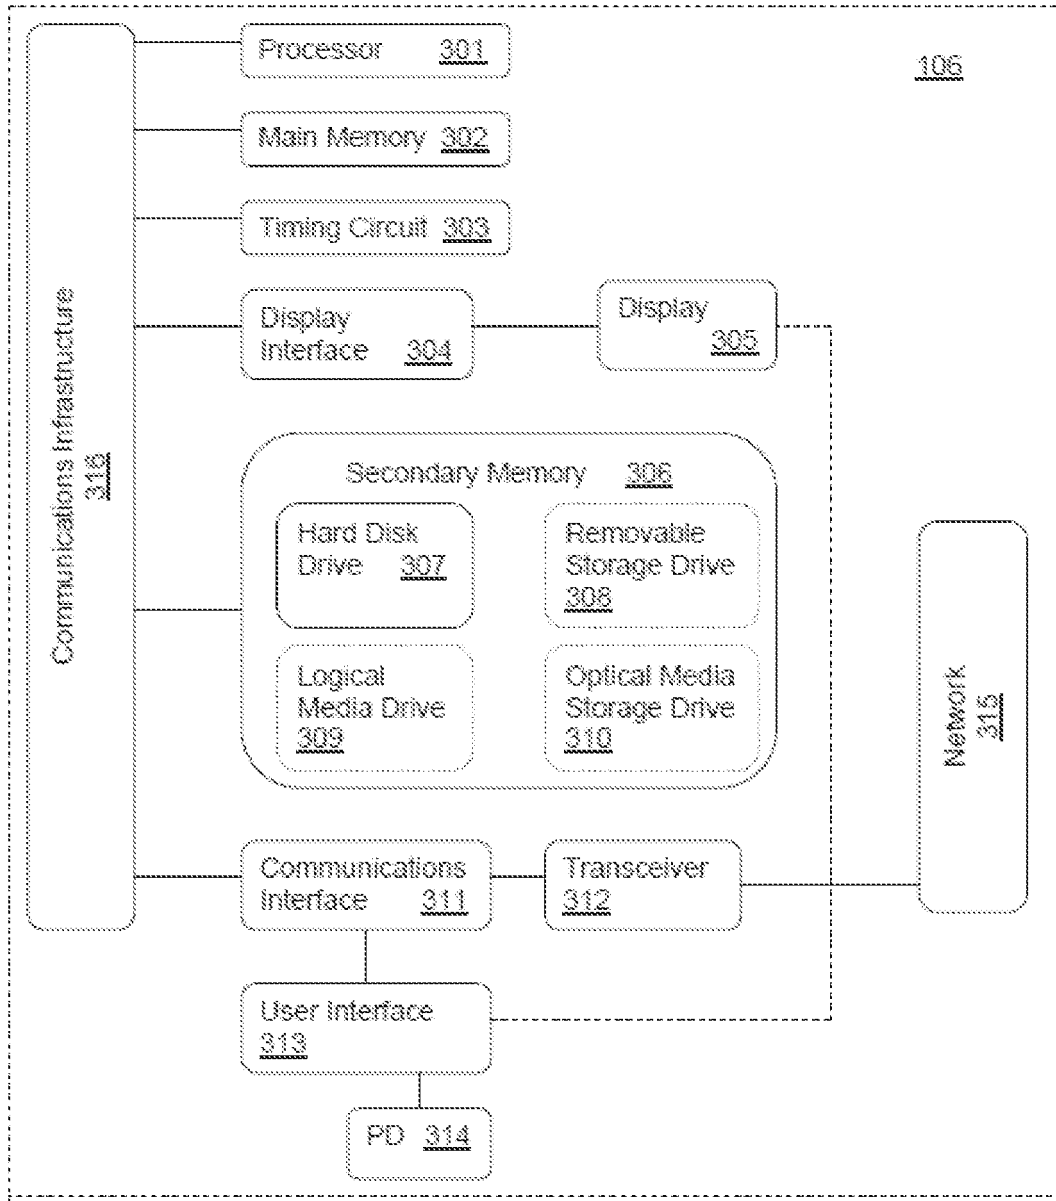 Processor 301
106
Main Memory 302
Timing Circuit 303
Display
Interface 304
Display
305
Communications Infrastructure
316
Secondary Memory 306
Hard Disk
Drive 307
Removable
Storage Drive
308
Logical
Media Drive
309
Optical Media
Storage Drive
310
Network
315
Communications
Interface 311
Transceiver
312
User Interface
313
PD 314